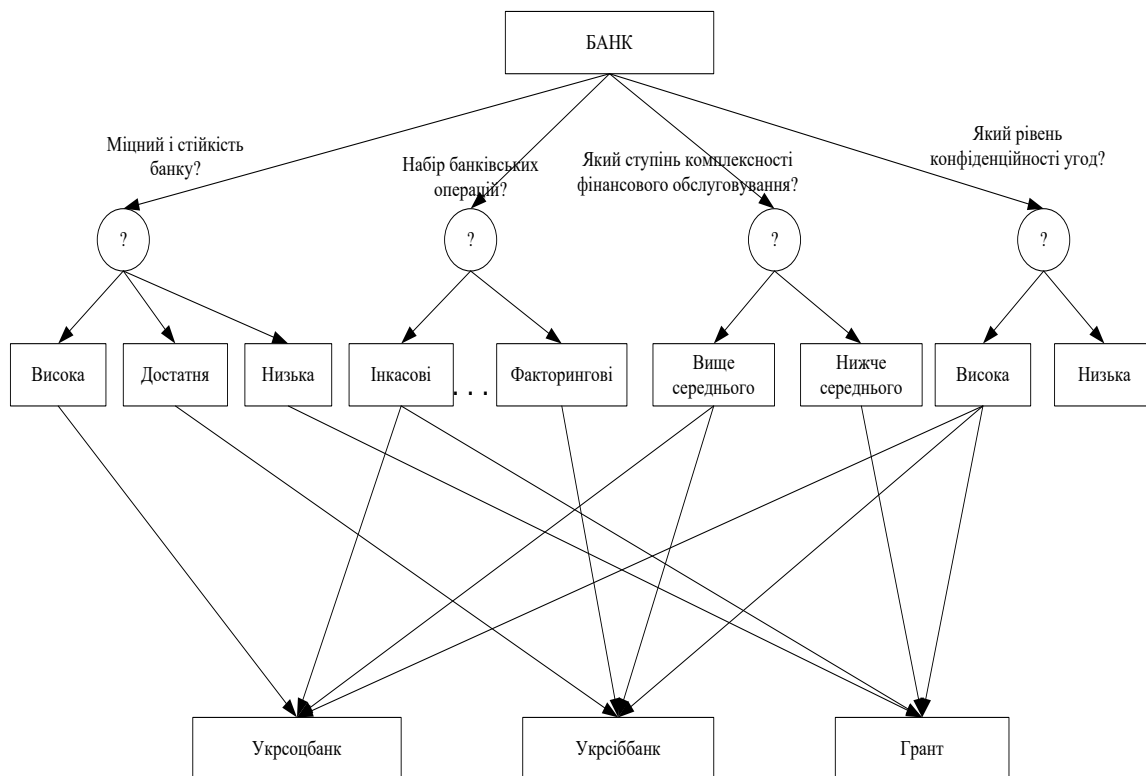 БАНК
Міцний і стійкість
банку?
Набір банківських
операцій?
Який ступінь комплексності
фінансового обслуговування?
Який рівень
конфіденційності угод?
?
?
?
?
Висока
Достатня
Низька
Інкасові
. . .
Факторингові
Вище
середнього
Нижче
середнього
Висока
Низька
Укрсоцбанк
Укрсіббанк
Грант